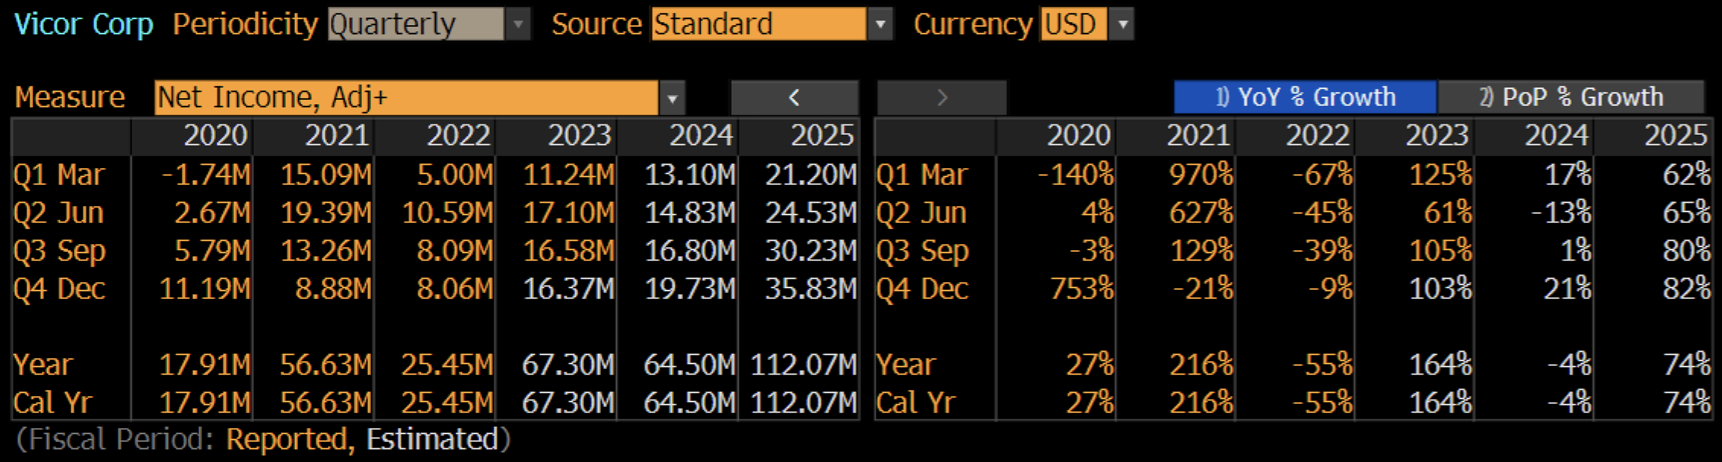 Vicor Corp Periodicity Quarterly Source Standard Currency USD
Measure Net Income, Adj+ < > 1) YoY % Growth 2) PoP % Growth
2020 2021 2022 2023 2024 2025 2020 2021 2022 2023 2024 2025
Q1 Mar -1.74M 15.09M 5.00M 11.24M 13.10M 21.20M Q1 Mar -140% 970% -67% 125% 17% 62%
Q2 Jun 2.67M 19.39M 10.59M 17.10M 14.83M 24.53M Q2 Jun 4% 627% -45% 61% -13% 65%
Q3 Sep 5.79M 13.26M 8.09M 16.58M 16.80M 30.23M Q3 Sep -3% 129% -39% 105% 1% 80%
Q4 Dec 11.19M 8.88M 8.06M 16.37M 19.73M 35.83M Q4 Dec 753% -21% -9% 103% 21% 82%
Year 17.91M 56.63M 25.45M 67.30M 64.50M 112.07M Year 27% 216% -55% 164% -4% 74%
Cal Yr 17.91M 56.63M 25.45M 67.30M 64.50M 112.07M Cal Yr 27% 216% -55% 164% -4% 74%
(Fiscal Period: Reported, Estimated)